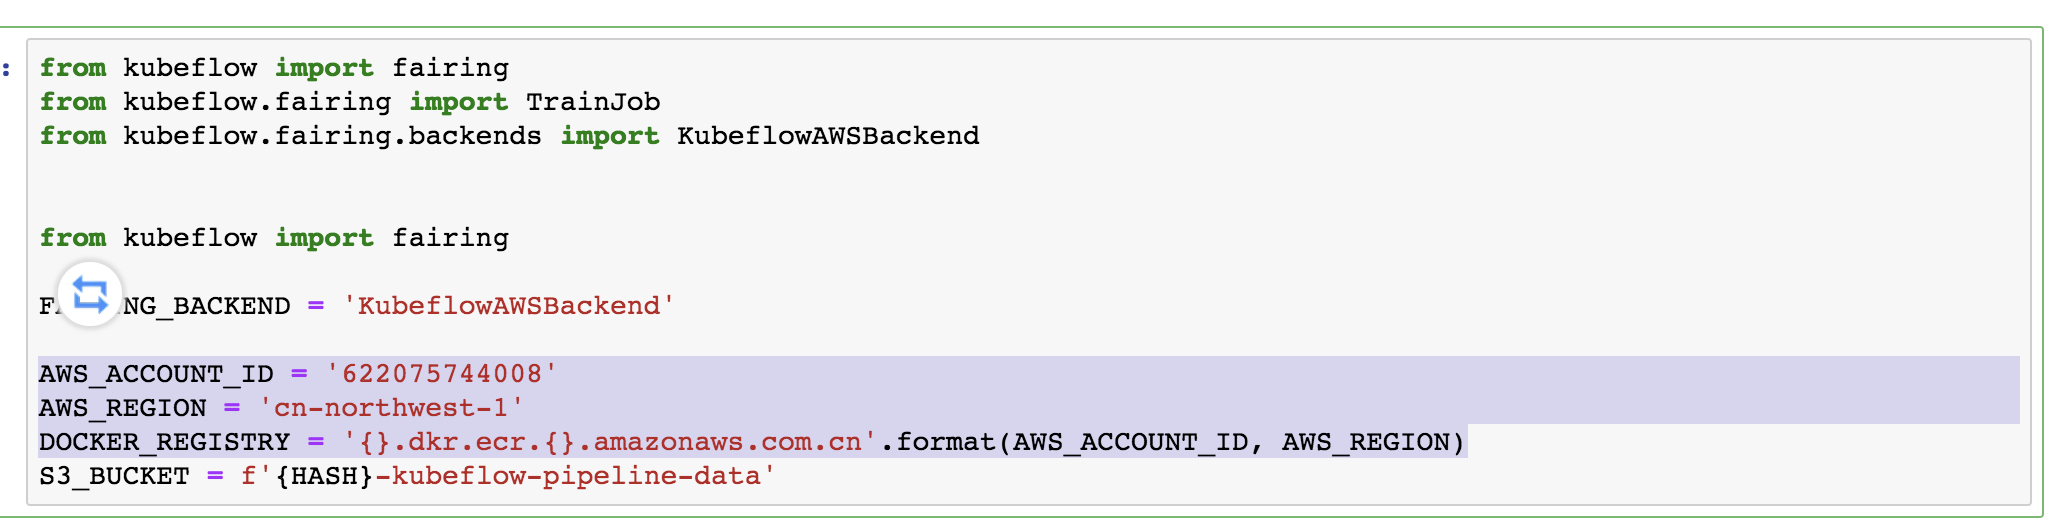 :
from kubeflow import fairing
from kubeflow.fairing import TrainJob
from kubeflow.fairing.backends import KubeflowAWSBackend
from kubeflow import fairing
= 'KubeflowAWSBackend'
AWS_ACCOUNT_ID = '622075744008'
AWS_REGION = 'cn-northwest-1'
DOCKER_REGISTRY = '{}.dkr.ecr.{}.amazonaws.com.cn'.format(AWS_ACCOUNT_ID, AWS_REGION)
S3_BUCKET = f'{HASH}-kubeflow-pipeline-data'